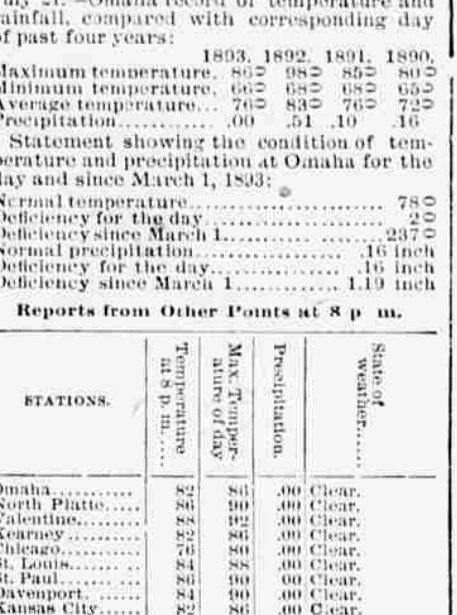 uly 21.—Omaha record of temperature and
rainfall, compared with corresponding day
of past four years:
1893. 1892. 1891. 1890.
Maximum temperature. 86° 98° 85° 80°
Minimum temperature. 66° 68° 68° 65°
Average temperature... 76° 83° 76° 72°
Precipitation............ .00 .51 .10 .16
Statement showing the condition of tem-
perature and precipitation at Omaha for the
day and since March 1, 1893:
Normal temperature........................ 78°
Deficiency for the day...................... 2°
Deficiency since March 1...................237°
Normal precipitation.................... .16 inch
Deficiency for the day.................. .16 inch
Deficiency since March 1............... 1.19 inch
Reports from Other Points at 8 p m.
STATIONS.
Temperature
at 8 p. m.....
Max. Temper-
ature of day
Precipitation.
State of
weather......
Omaha........... 82 86 .00 Clear.
North Platte..... 86 90 .00 Clear.
Valentine........ 88 92 .00 Clear.
Kearney......... 82 86 .00 Clear.
Chicago.......... 76 80 .00 Clear.
St. Louis......... 84 88 .00 Clear.
St. Paul.......... 86 90 00 Clear.
Davenport. ...... 84 90 .00 Clear.
Kansas City...... 82 86 .00 Clear.